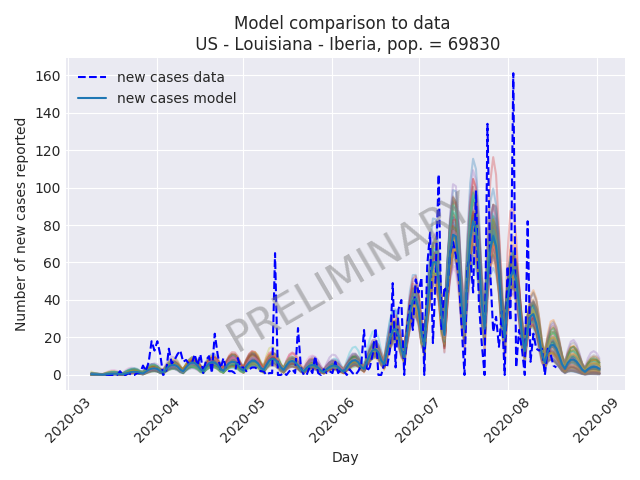 Model comparison to data
US - Louisiana - Iberia, pop. = 69830
new cases data
new cases model
Number of new cases reported
160
140
120
100
80
60
40
20
0
PRELIMINARY
2020-03
2020-04
2020-05
2020-06
2020-07
2020-08
2020-09
Day